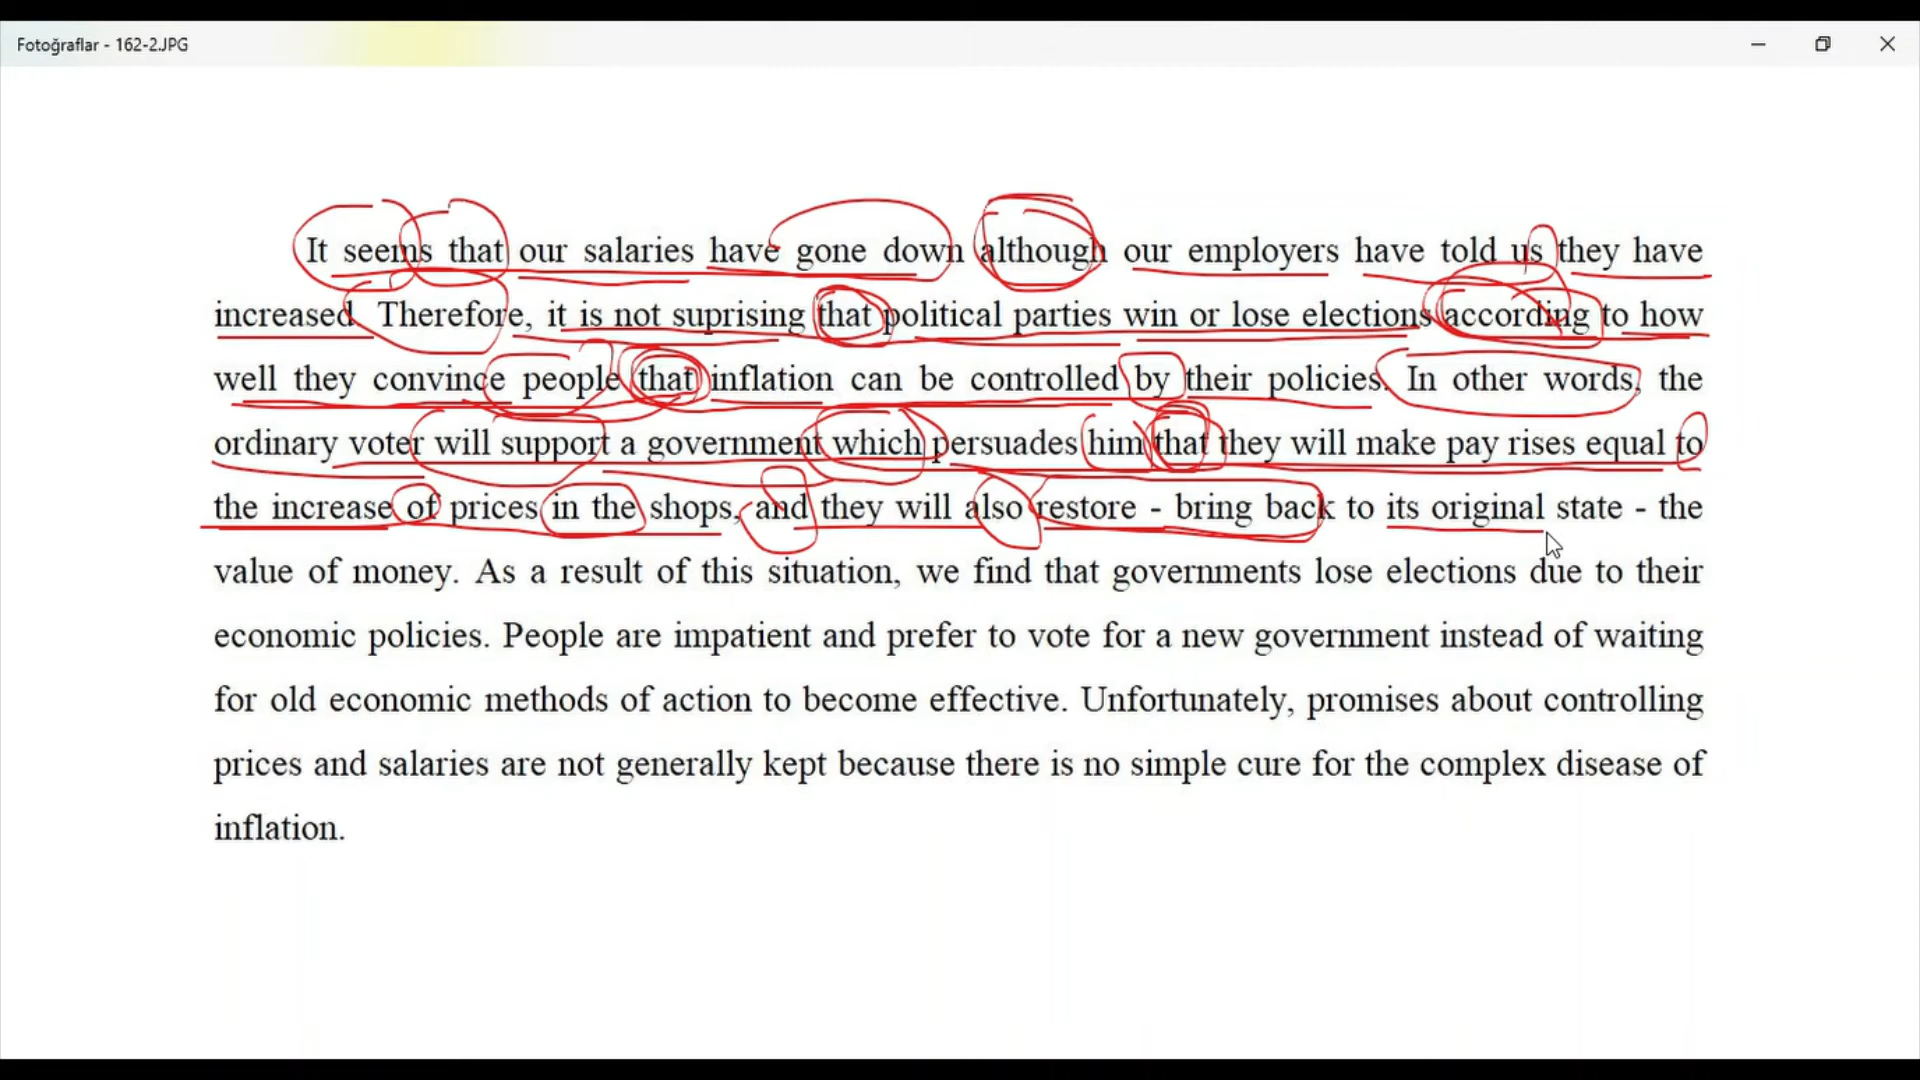 Fotoğraflar - 162-2.JPG
It seems that our salaries have gone down although our employers have told us they have
increased. Therefore, it is not suprising that political parties win or lose elections according to how
well they convince people that inflation can be controlled by their policies. In other words, the
ordinary voter will support a government which persuades him that they will make pay rises equal to
the increase of prices in the shops, and they will also restore - bring back to its original state - the
value of money. As a result of this situation, we find that governments lose elections due to their
economic policies. People are impatient and prefer to vote for a new government instead of waiting
for old economic methods of action to become effective. Unfortunately, promises about controlling
prices and salaries are not generally kept because there is no simple cure for the complex disease of
inflation.